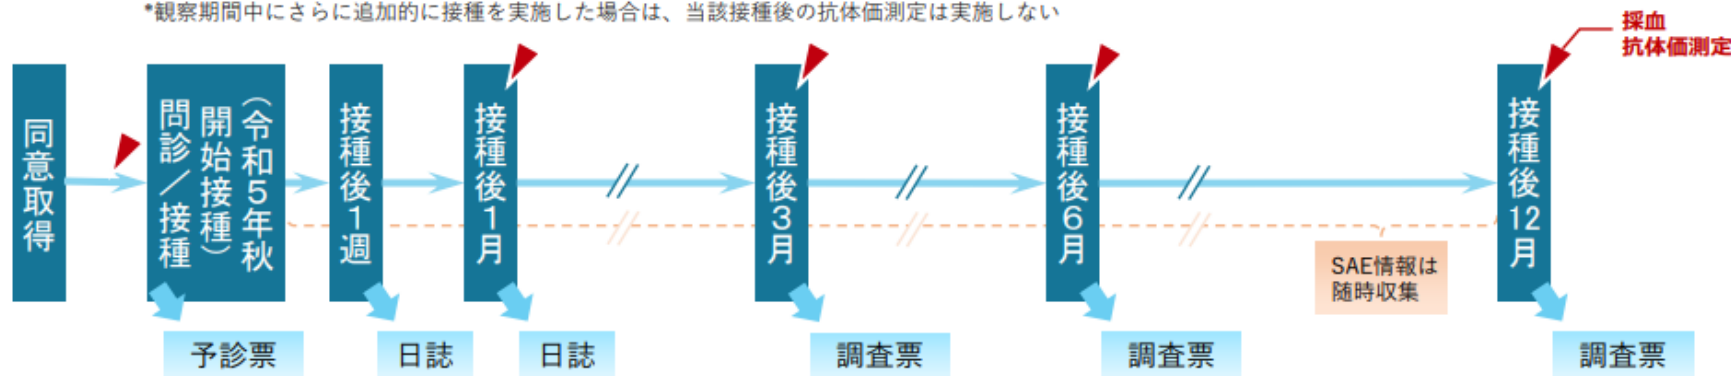 *観察期間中にさらに追加的に接種を実施した場合は、当該接種後の抗体価測定は実施しない
採血
抗体価測定
同意取得
(令和5年秋
開始接種)
問診/接種
接種後1週
接種後1月
接種後3月
接種後6月
接種後12月
SAE情報は
随時収集
予診票
日誌
日誌
調査票
調査票
調査票